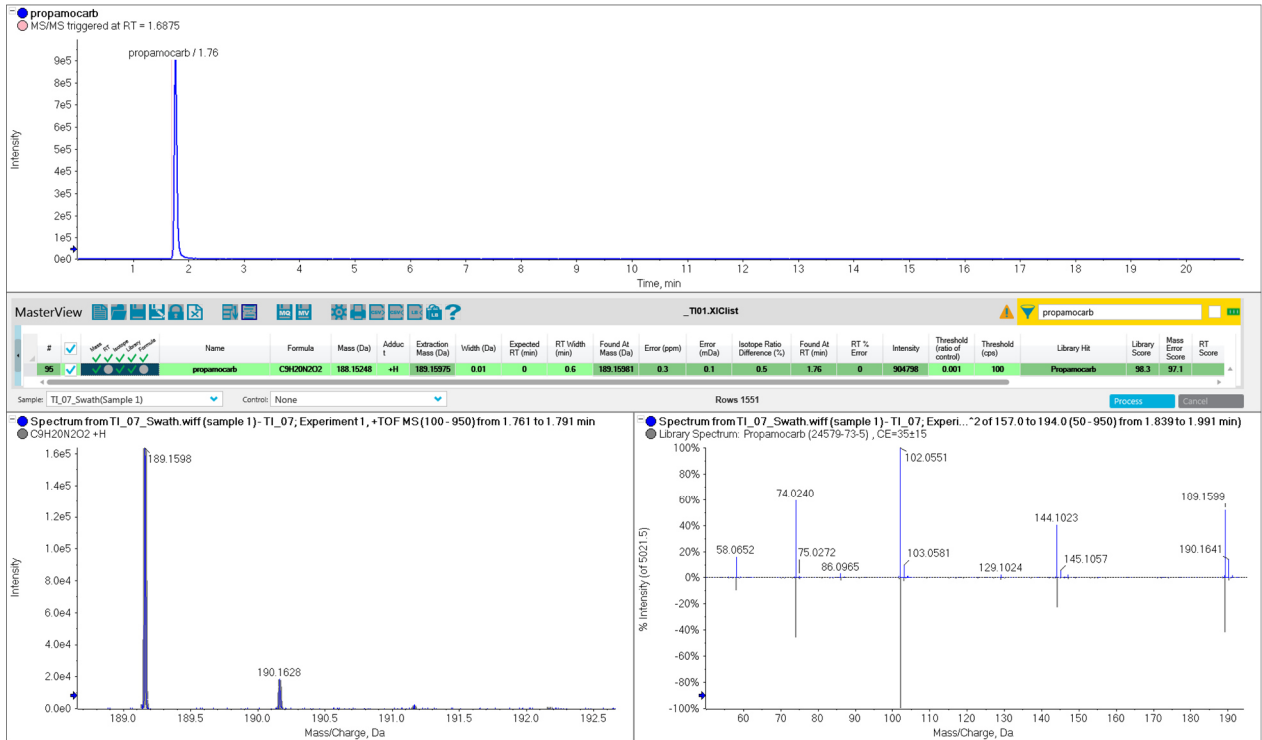 propamocarb
MS/MS triggered at RT = 1.6875
propamocarb / 1.76
9e5
8e5
7e5
6e5
5e5
4e5
3e5
2e5
1e5
0e0
Intensity
1 2 3 4 5 6 7 8 9 10 11 12 13 14 15 16 17 18 19 20
Time, min
MasterView MQ MV LB ? _TI01.XIClist propamocarb
# Mass RT Isotope Library Formula Name Formula Mass (Da) Adduc t Extraction Mass (Da) Width (Da) Expected RT (min) RT Width (min) Found At Mass (Da) Error (ppm) Error (mDa) Isotope Ratio Difference (%) Found At RT (min) RT % Error Intensity Threshold (ratio of control) Threshold (cps) Library Hit Library Score Mass Error Score RT Score
95 propamocarb C9H20N2O2 188.15248 +H 189.15975 0.01 0 0.6 189.15981 0.3 0.1 0.5 1.76 0 904798 0.001 100 Propamocarb 98.3 97.1
Sample: TI_07_Swath(Sample 1) Control: None Rows 1551 Process Cancel
Spectrum from TI_07_Swath.wiff (sample 1) - TI_07; Experiment 1, +TOF MS (100 - 950) from 1.761 to 1.791 min
C9H20N2O2 +H
1.6e5
1.4e5
1.2e5
1.0e5
8.0e4
6.0e4
4.0e4
2.0e4
0.0e0
Intensity
189.1598
190.1628
189.0 189.5 190.0 190.5 191.0 191.5 192.0 192.5
Mass/Charge, Da
Spectrum from TI_07_Swath.wiff (sample 1) - TI_07; Experi...^2 of 157.0 to 194.0 (50 - 950) from 1.839 to 1.991 min)
Library Spectrum: Propamocarb (24579-73-5) , CE=35±15
100%
80%
60%
40%
20%
0%
-20%
-40%
-60%
-80%
-100%
% Intensity (of 5021.5)
58.0652
74.0240
75.0272
86.0965
102.0551
103.0581
129.1024
144.1023
145.1057
109.1599
190.1641
60 70 80 90 100 110 120 130 140 150 160 170 180 190
Mass/Charge, Da